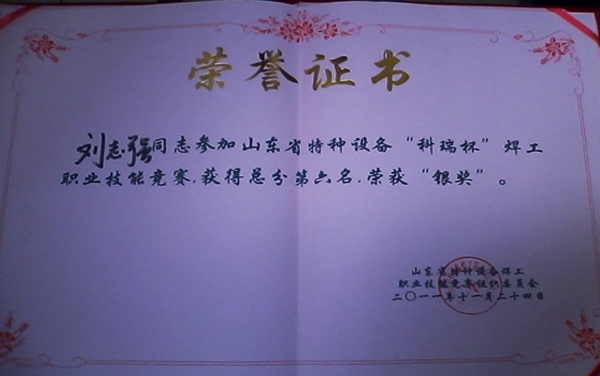 荣誉证书
刘志强同志参加山东省特种设备“科瑞杯”焊工
职业技能竞赛.获得总分第六名.荣获“银奖”。
山东省特种设备焊工
职业技能竞赛组织委员会
二〇一一年十一月二十四日